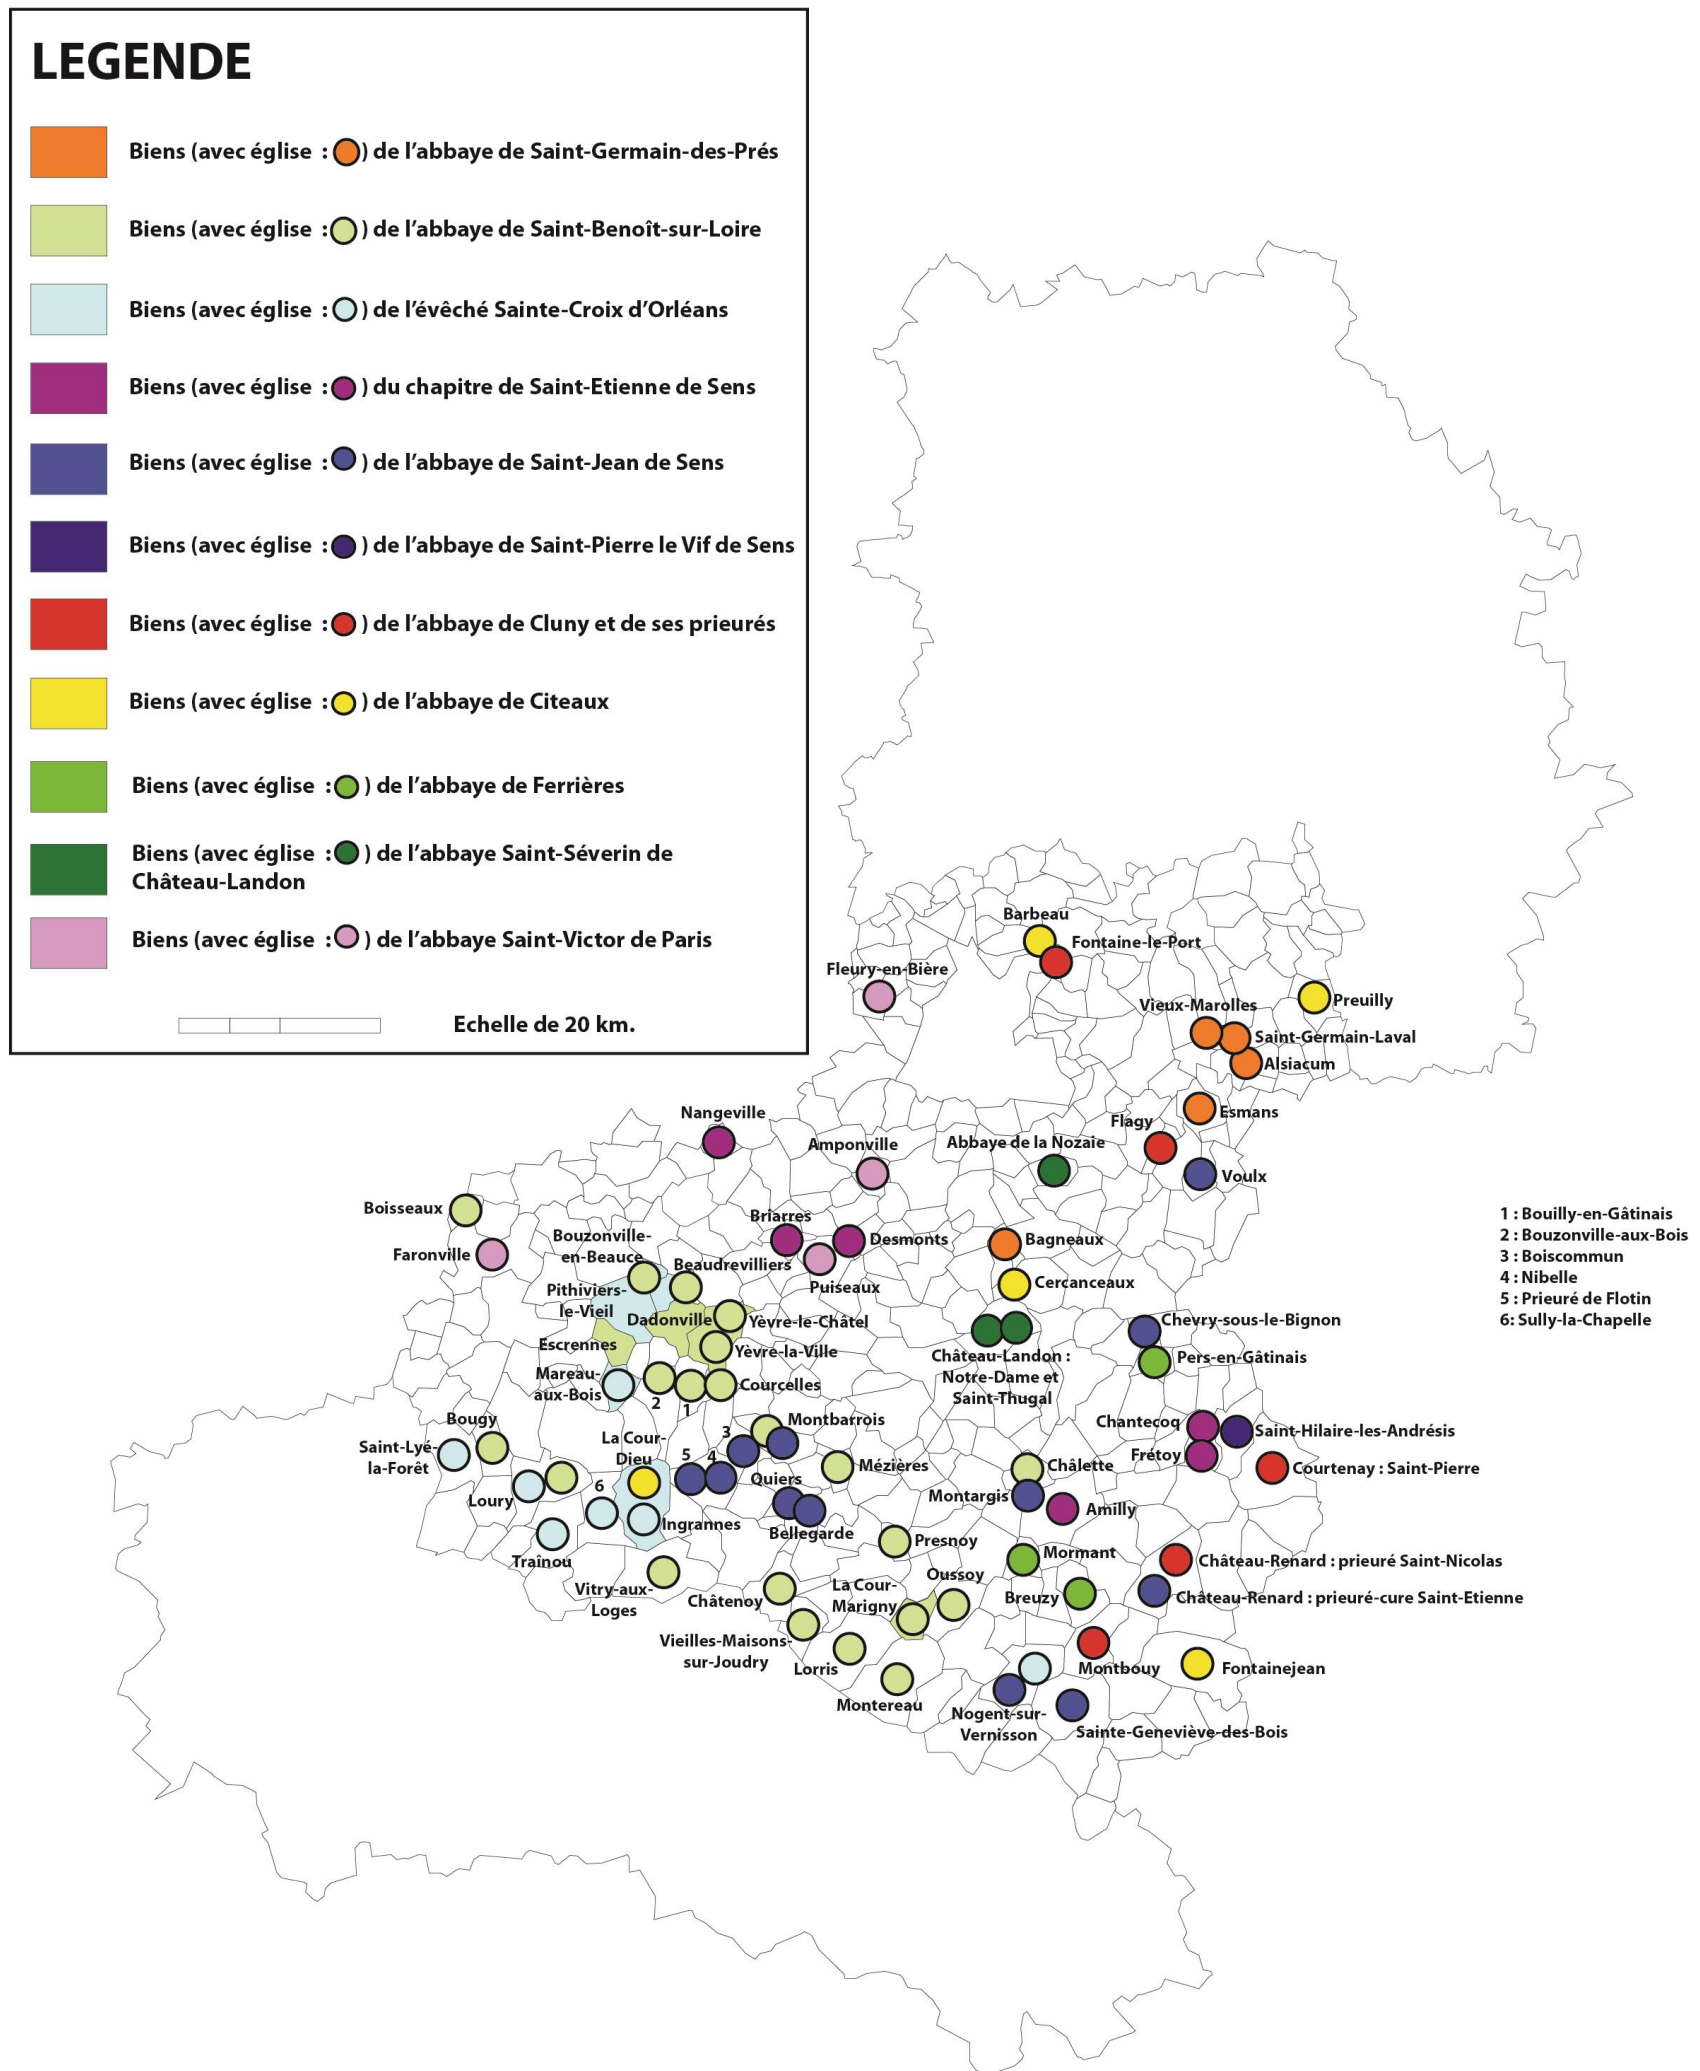 LEGENDE
Biens (avec église : ) de l'abbaye de Saint-Germain-des-Prés
Biens (avec église : ) de l'abbaye de Saint-Benoît-sur-Loire
Biens (avec église : ) de l'évêché Sainte-Croix d'Orléans
Biens (avec église : ) du chapitre de Saint-Etienne de Sens
Biens (avec église : ) de l'abbaye de Saint-Jean de Sens
Biens (avec église : ) de l'abbaye de Saint-Pierre le Vif de Sens
Biens (avec église : ) de l'abbaye de Cluny et de ses prieurés
Biens (avec église : ) de l'abbaye de Citeaux
Biens (avec église : ) de l'abbaye de Ferrières
Biens (avec église : ) de l'abbaye Saint-Séverin de
Château-Landon
Biens (avec église : ) de l'abbaye Saint-Victor de Paris
Echelle de 20 km.
Barbeau
Fontaine-le-Port
Fleury-en-Bière
Vieux-Marolles
Preuilly
Saint-Germain-Laval
Alsiacum
Nangeville
Esmans
Flagy
Amponville
Abbaye de la Nozaie
Voulx
Boisseaux
Briarres
Desmonts
Bagneaux
Faronville
Bouzonville-
en-Beauce
Beaudrevilliers
Puiseaux
Cercanceaux
Pithiviers-
le-Vieil
Dadonville
Yèvre-le-Châtel
Chevry-sous-le-Bignon
Escrennes
Yèvre-la-Ville
Château-Landon :
Notre-Dame et
Saint-Thugal
Pers-en-Gâtinais
Mareau-
aux-Bois
Courcelles
2
1
Bougy
Montbarrois
Chantecoq
Saint-Hilaire-les-Andrésis
Saint-Lyé-
la-Forêt
La Cour-
Dieu
3
5
4
Frétoy
Mézières
Châlette
Courtenay : Saint-Pierre
Quiers
Loury
6
Montargis
Amilly
Ingrannes
Bellegarde
Presnoy
Traînou
Mormant
Château-Renard : prieuré Saint-Nicolas
Vitry-aux-
Loges
Châtenoy
La Cour-
Marigny
Oussoy
Breuzy
Château-Renard : prieuré-cure Saint-Etienne
Vieilles-Maisons-
sur-Joudry
Lorris
Montbouy
Fontainejean
Montereau
Nogent-sur-
Vernisson
Sainte-Geneviève-des-Bois
1 : Bouilly-en-Gâtinais
2 : Bouzonville-aux-Bois
3 : Boiscommun
4 : Nibelle
5 : Prieuré de Flotin
6: Sully-la-Chapelle